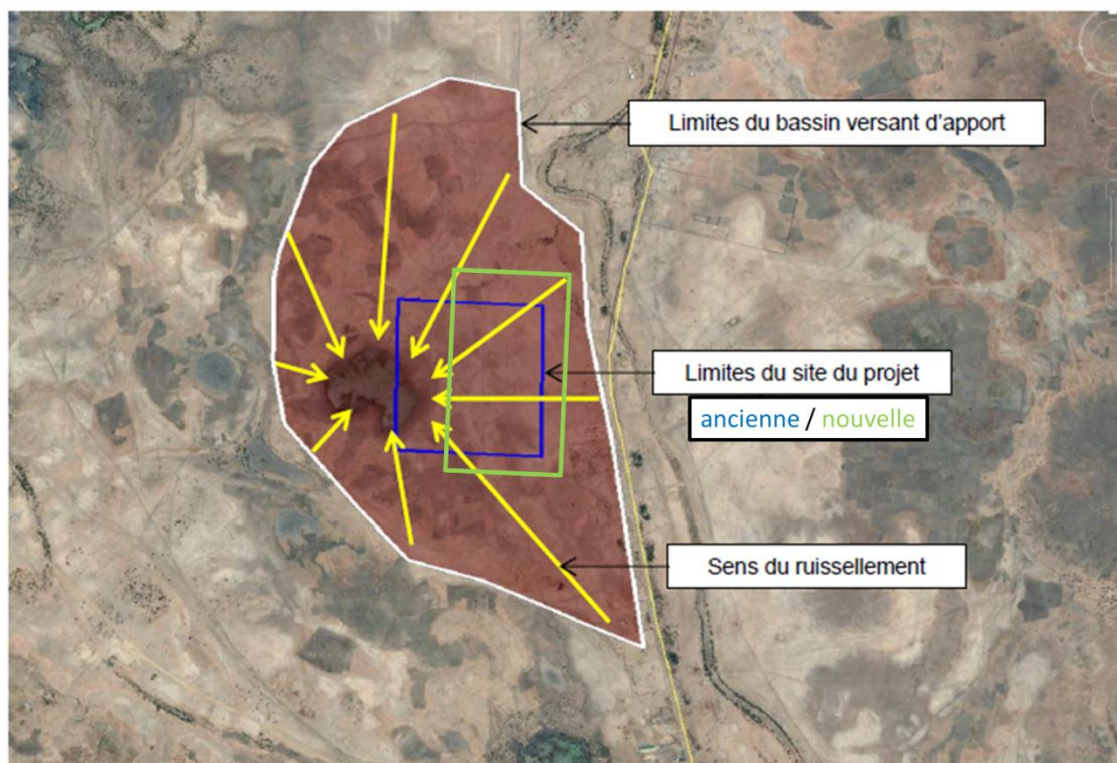 Limites du bassin versant d'apport
Limites du site du projet
ancienne / nouvelle
Sens du ruissellement